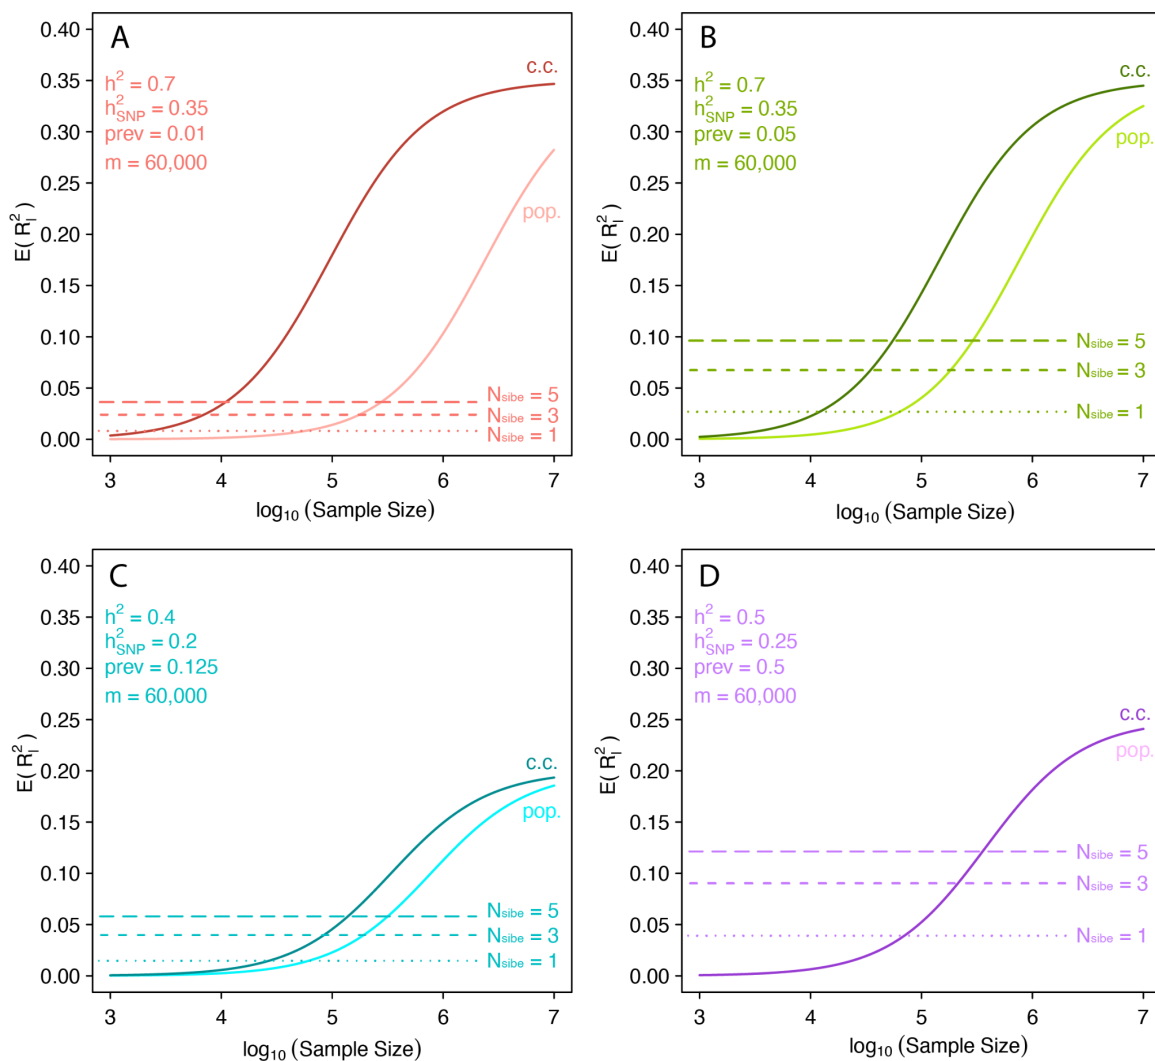 A
h² = 0.7
h²SNP = 0.35
prev = 0.01
m = 60,000
c.c.
pop.
Nsibe = 5
Nsibe = 3
Nsibe = 1
0.40
0.35
0.30
0.25
0.20
0.15
0.10
0.05
0.00
E( R²l )
3 4 5 6 7
log10 (Sample Size)
B
h² = 0.7
h²SNP = 0.35
prev = 0.05
m = 60,000
c.c.
pop.
Nsibe = 5
Nsibe = 3
Nsibe = 1
0.40
0.35
0.30
0.25
0.20
0.15
0.10
0.05
0.00
E( R²l )
3 4 5 6 7
log10 (Sample Size)
C
h² = 0.4
h²SNP = 0.2
prev = 0.125
m = 60,000
c.c.
pop.
Nsibe = 5
Nsibe = 3
Nsibe = 1
0.40
0.35
0.30
0.25
0.20
0.15
0.10
0.05
0.00
E( R²l )
3 4 5 6 7
log10 (Sample Size)
D
h² = 0.5
h²SNP = 0.25
prev = 0.5
m = 60,000
c.c.
pop.
Nsibe = 5
Nsibe = 3
Nsibe = 1
0.40
0.35
0.30
0.25
0.20
0.15
0.10
0.05
0.00
E( R²l )
3 4 5 6 7
log10 (Sample Size)